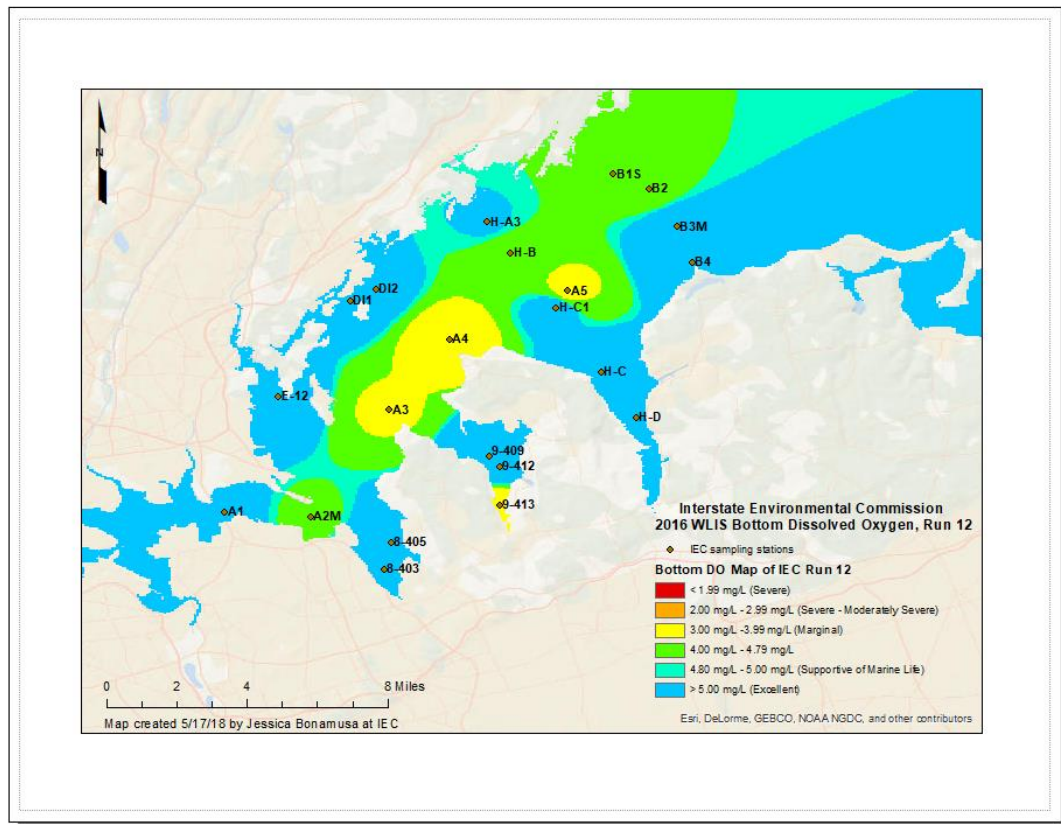 N
B1S
B2
H-A3
B3M
H-B
B4
DI2
A5
DI1
H-C1
A4
H-C
E-12
A3
H-D
9-409
9-412
9-413
A1
A2M
8-405
8-403
Interstate Environmental Commission
2016 WLIS Bottom Dissolved Oxygen, Run 12
IEC sampling stations
Bottom DO Map of IEC Run 12
< 1.99 mg/L (Severe)
2.00 mg/L - 2.99 mg/L (Severe - Moderately Severe)
3.00 mg/L -3.99 mg/L (Marginal)
4.00 mg/L - 4.79 mg/L
4.80 mg/L - 5.00 mg/L (Supportive of Marine Life)
> 5.00 mg/L (Excellent)
0 2 4 8 Miles
Map created 5/17/18 by Jessica Bonamusa at IEC
Esri, DeLorme, GEBCO, NOAA NGDC, and other contributors